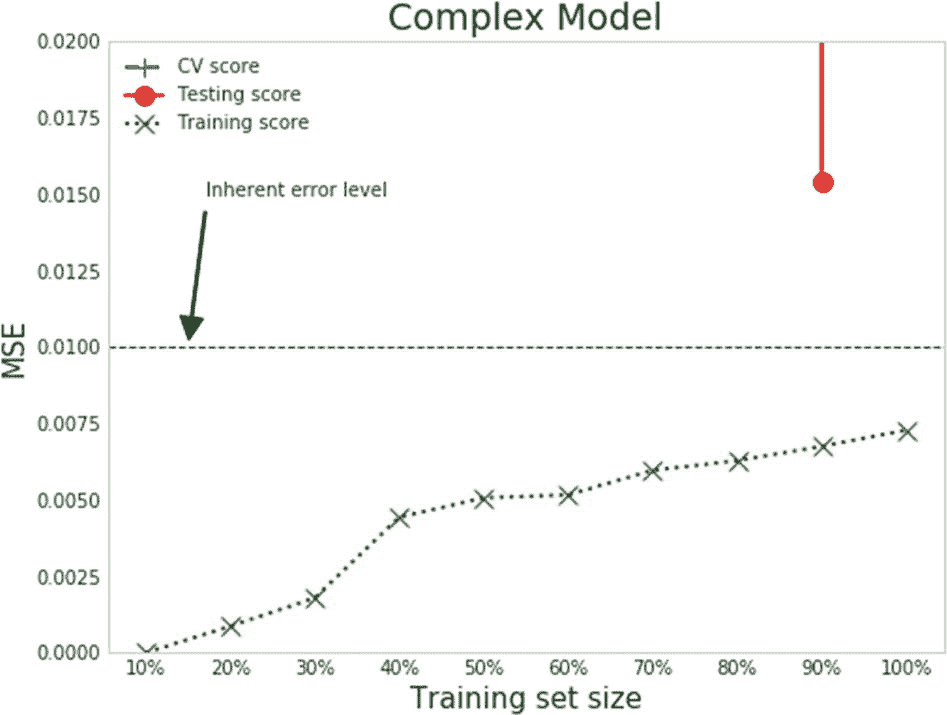 Complex Model
0.0200
0.0175
0.0150
0.0125
0.0100
0.0075
0.0050
0.0025
0.0000
MSE
CV score
Testing score
Training score
Inherent error level
10% 20% 30% 40% 50% 60% 70% 80% 90% 100%
Training set size